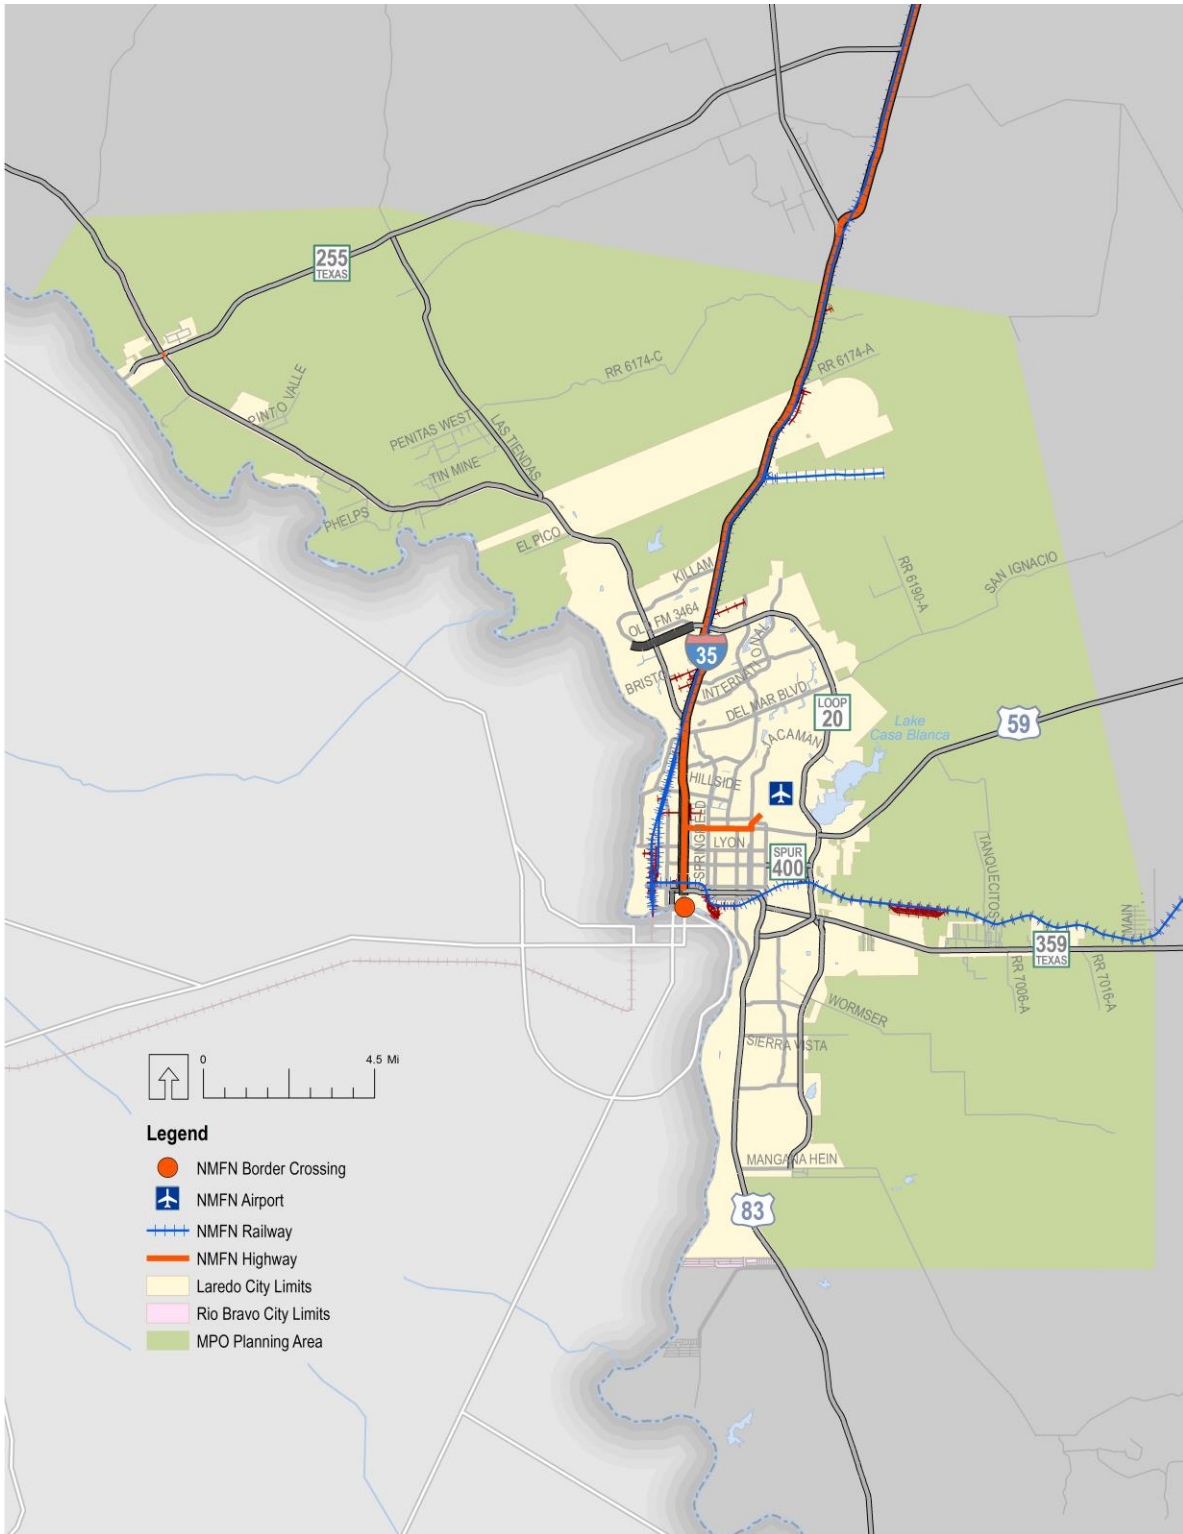 255
TEXAS
RR 6174-C
RR 6174-A
PINTO VALLE
PENITAS WEST
LAS TIENDAS
TIN MINE
PHELPS
EL PICO
KILLAM
RR 6190-A
SAN IGNACIO
FM 3464
35
INTERNATIONAL
DEL MAR BLVD
LOOP
20
59
Lake
Casa Blanca
HILLSIDE
SPRINGFIELD
LYON
SPUR
400
TANQUECITOS
MAIN
359
TEXAS
RR 7006-A
RR 7016-A
WORMSER
SIERRA VISTA
0
4.5 Mi
MANGANA HEIN
83
Legend
NMFN Border Crossing
NMFN Airport
NMFN Railway
NMFN Highway
Laredo City Limits
Rio Bravo City Limits
MPO Planning Area